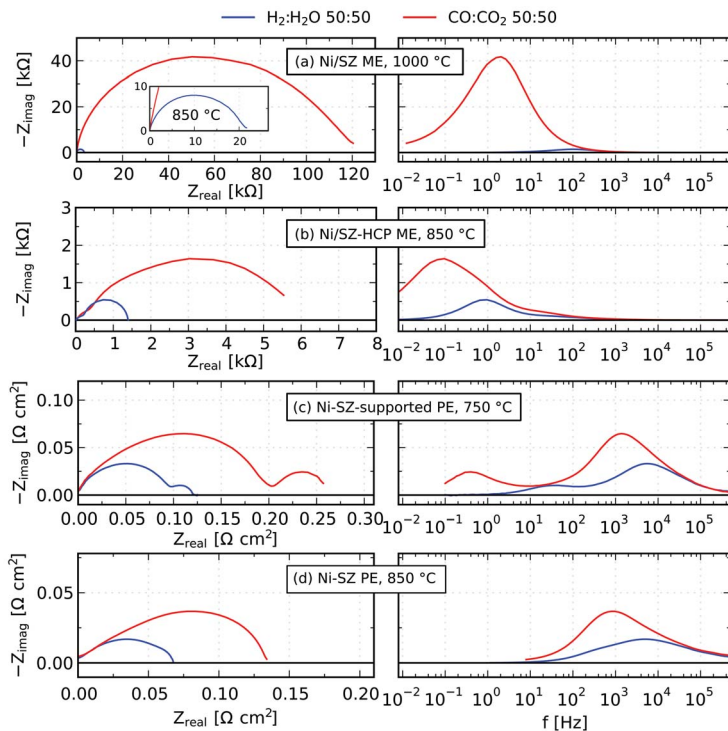 H₂:H₂O 50:50 CO:CO₂ 50:50
(a) Ni/SZ ME, 1000 °C
−Z_imag [kΩ]
40
20
0
10
5
0
850 °C
0 10 20
0 20 40 60 80 100 120
Z_real [kΩ]
10⁻² 10⁻¹ 10⁰ 10¹ 10² 10³ 10⁴ 10⁵
(b) Ni/SZ-HCP ME, 850 °C
−Z_imag [kΩ]
3
2
1
0
0 1 2 3 4 5 6 7 8
Z_real [kΩ]
10⁻² 10⁻¹ 10⁰ 10¹ 10² 10³ 10⁴ 10⁵
(c) Ni-SZ-supported PE, 750 °C
−Z_imag [Ω cm²]
0.10
0.05
0.00
0.00 0.05 0.10 0.15 0.20 0.25 0.30
Z_real [Ω cm²]
10⁻² 10⁻¹ 10⁰ 10¹ 10² 10³ 10⁴ 10⁵
(d) Ni-SZ PE, 850 °C
−Z_imag [Ω cm²]
0.05
0.00
0.00 0.05 0.10 0.15 0.20
Z_real [Ω cm²]
10⁻² 10⁻¹ 10⁰ 10¹ 10² 10³ 10⁴ 10⁵
f [Hz]